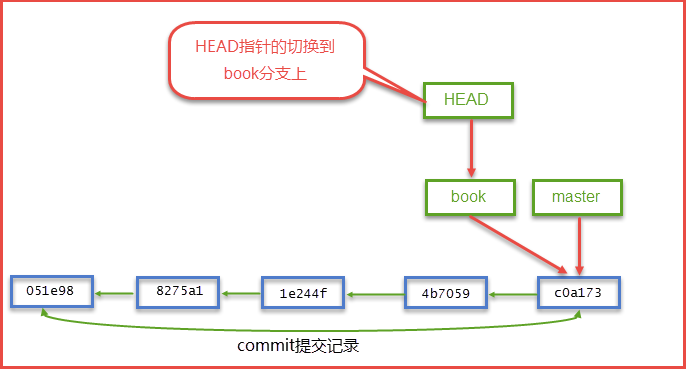 HEAD指针的切换到
book分支上
HEAD
book
master
051e98
8275a1
1e244f
4b7059
c0a173
commit提交记录